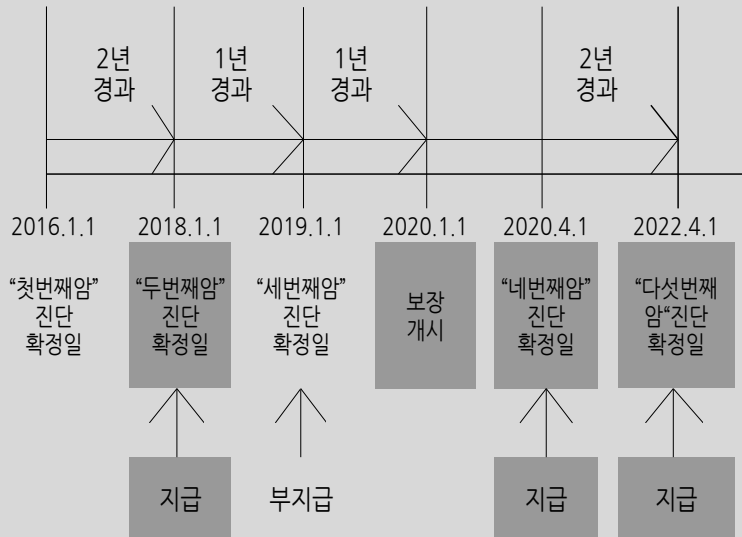 2년
경과
1년
경과
1년
경과
2년
경과
2016.1.1
2018.1.1
2019.1.1
2020.1.1
2020.4.1
2022.4.1
“첫번째암”
진단
확정일
“두번째암”
진단
확정일
“세번째암”
진단
확정일
보장
개시
“네번째암”
진단
확정일
“다섯번째
암“진단
확정일
지급
부지급
지급
지급